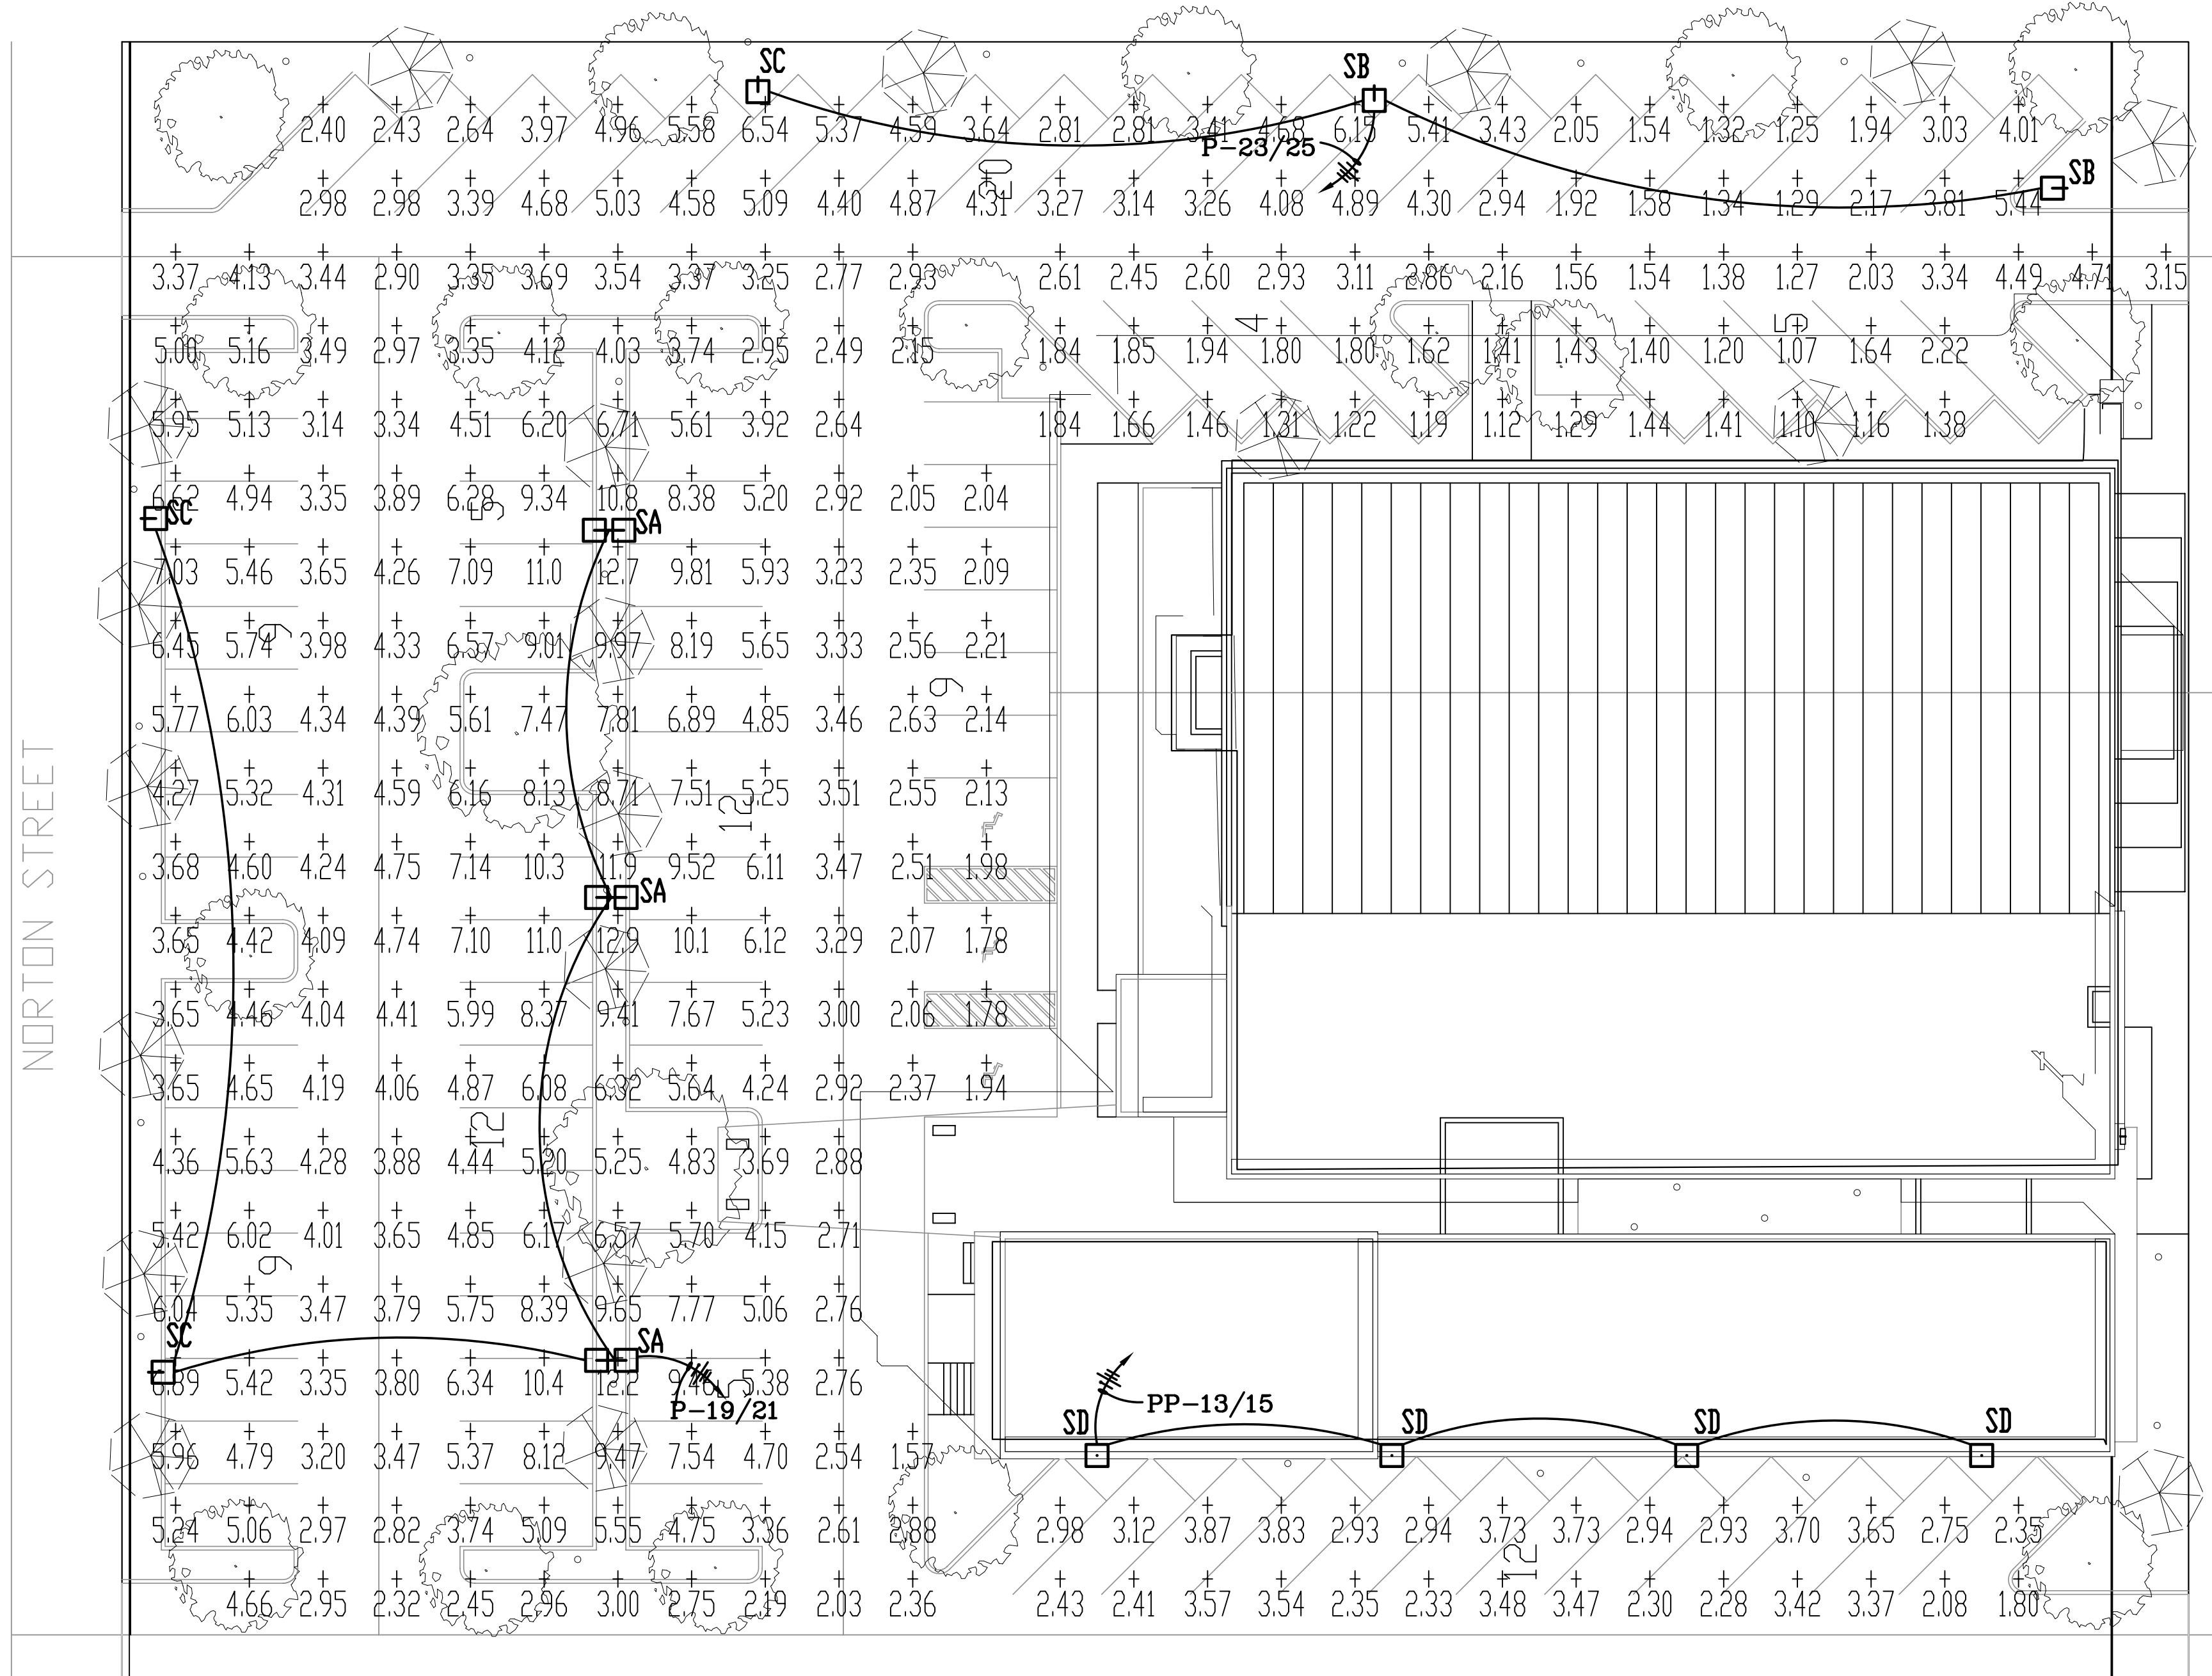 SC
SB
2.40 2.43 2.64 3.97 4.96 5.58 6.54 5.37 4.59 3.64 2.81 2.81 3.41 4.68 6.15 5.41 3.43 2.05 1.54 1.32 1.25 1.94 3.03 4.01
P-23/25
20
SB
2.98 2.98 3.39 4.68 5.03 4.58 5.09 4.40 4.87 4.31 3.27 3.14 3.26 4.08 4.89 4.30 2.94 1.92 1.58 1.34 1.29 2.17 3.81 5.44
3.37 4.13 3.44 2.90 3.35 3.69 3.54 3.37 3.25 2.77 2.93 2.61 2.45 2.60 2.93 3.11 2.86 2.16 1.56 1.54 1.38 1.27 2.03 3.34 4.49 4.71 3.15
4
5
5.00 5.16 3.49 2.97 3.35 4.12 4.03 3.74 2.95 2.49 2.15 1.84 1.85 1.94 1.80 1.80 1.62 1.41 1.43 1.40 1.20 1.07 1.64 2.22
5.95 5.13 3.14 3.34 4.51 6.20 6.71 5.61 3.92 2.64 1.84 1.66 1.46 1.31 1.22 1.19 1.12 1.29 1.44 1.41 1.10 1.16 1.38
6.62 4.94 3.35 3.89 6.28 9.34 10.8 8.38 5.20 2.92 2.05 2.04
SC
5
SA
7.03 5.46 3.65 4.26 7.09 11.0 12.7 9.81 5.93 3.23 2.35 2.09
9
6.45 5.74 3.98 4.33 6.57 9.01 9.97 8.19 5.65 3.33 2.56 2.21
9
5.77 6.03 4.34 4.39 5.61 7.47 7.81 6.89 4.85 3.46 2.63 2.14
4.27 5.32 4.31 4.59 6.16 8.13 8.71 7.51 5.25 3.51 2.55 2.13
12
3.68 4.60 4.24 4.75 7.14 10.3 11.9 9.52 6.11 3.47 2.51 1.98
SA
NORTON STREET
3.65 4.42 4.09 4.74 7.10 11.0 12.9 10.1 6.12 3.29 2.07 1.78
3.65 4.46 4.04 4.41 5.99 8.37 9.41 7.67 5.23 3.00 2.06 1.78
3.65 4.65 4.19 4.06 4.87 6.08 6.32 5.64 4.24 2.92 2.37 1.94
12
4.36 5.63 4.28 3.88 4.44 5.20 5.25 4.83 3.69 2.88
5.42 6.02 4.01 3.65 4.85 6.17 6.57 5.70 4.15 2.71
9
6.04 5.35 3.47 3.79 5.75 8.39 9.65 7.77 5.06 2.76
SC
SA
6.89 5.42 3.35 3.80 6.34 10.4 12.2 9.46 5.38 2.76
5
P-19/21
PP-13/15
SD SD SD SD
5.96 4.79 3.20 3.47 5.37 8.12 9.47 7.54 4.70 2.54 1.57
5.24 5.06 2.97 2.82 3.74 5.09 5.55 4.75 3.36 2.61 2.88 2.98 3.12 3.87 3.83 2.93 2.94 3.73 3.73 2.94 2.93 3.70 3.65 2.75 2.35
12
4.66 2.95 2.32 2.45 2.96 3.00 2.75 2.19 2.03 2.36 2.43 2.41 3.57 3.54 2.35 2.33 3.48 3.47 2.30 2.28 3.42 3.37 2.08 1.80